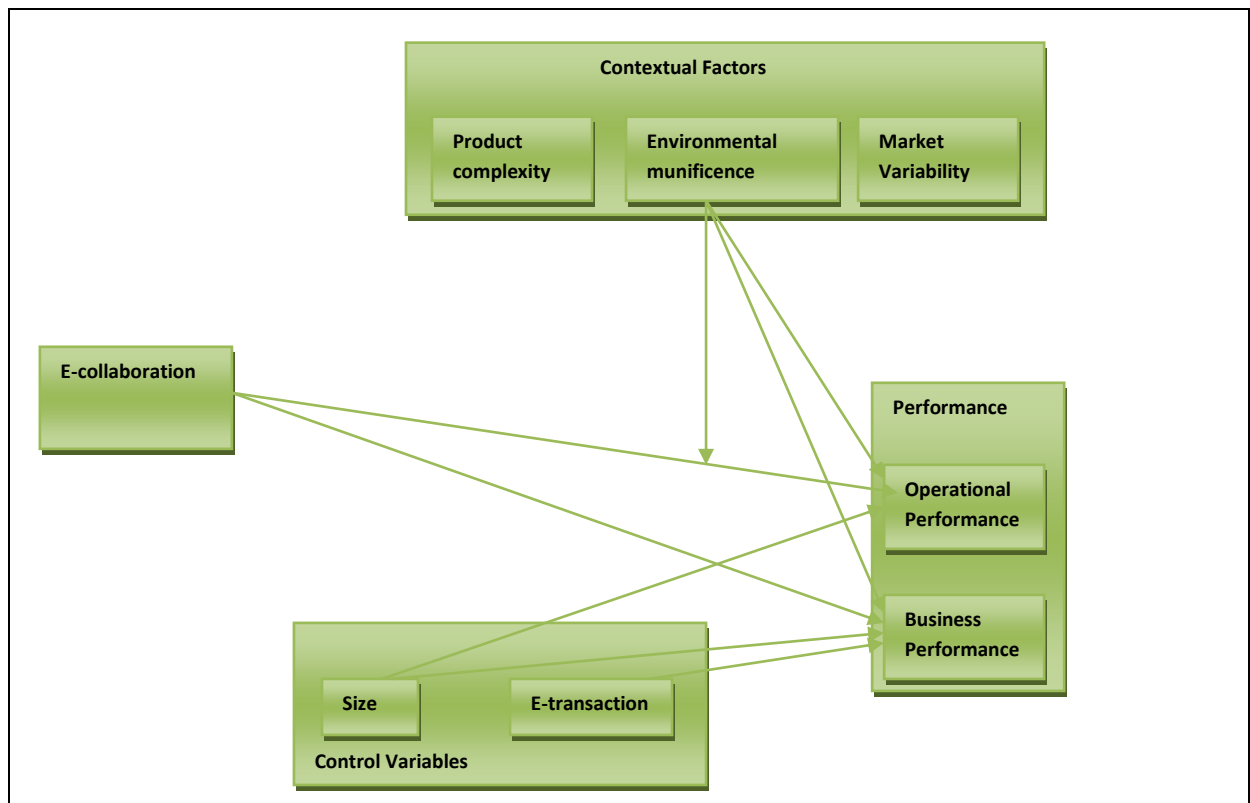 Contextual Factors
Product
complexity
Environmental
munificence
Market
Variability
E-collaboration
Performance
Operational
Performance
Business
Performance
Size
E-transaction
Control Variables